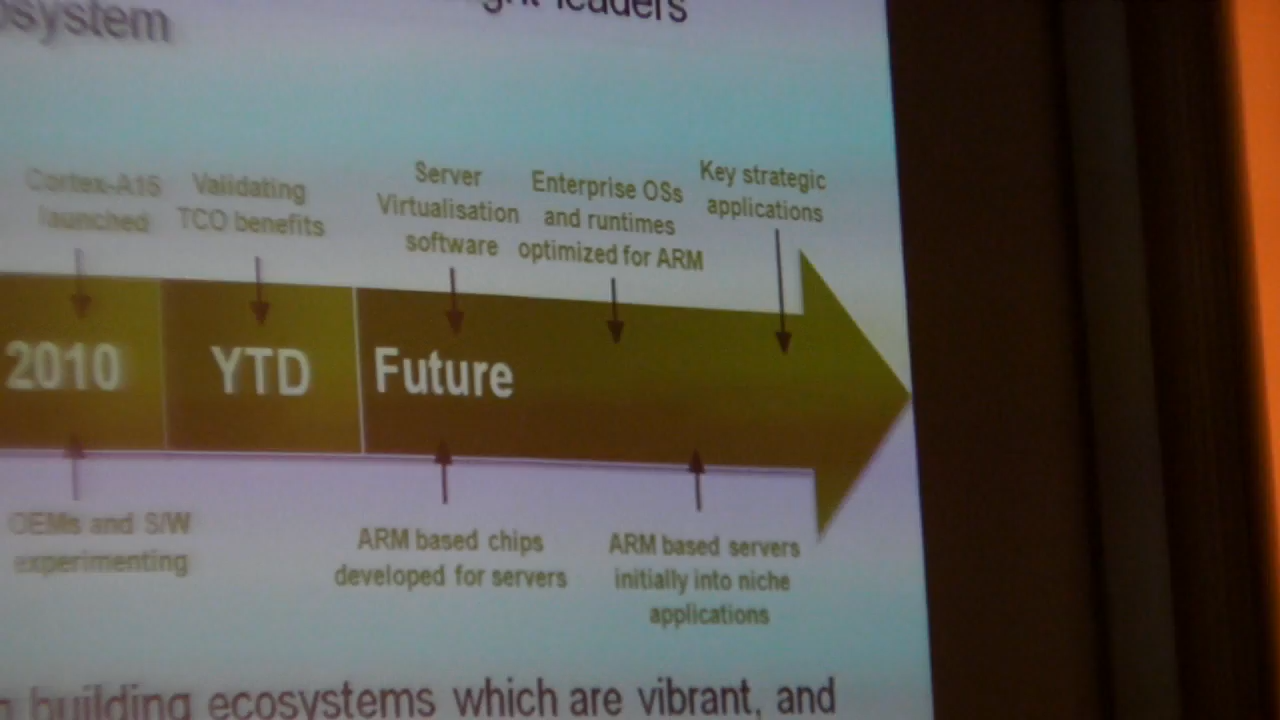 leaders
Cortex-A15
launched
Validating
TCO benefits
Server
Virtualisation
software
Enterprise OSs
and runtimes
optimized for ARM
Key strategic
applications
2010
YTD
Future
OEMs and S/W
experimenting
ARM based chips
developed for servers
ARM based servers
initially into niche
applications
building ecosystems which are vibrant, and